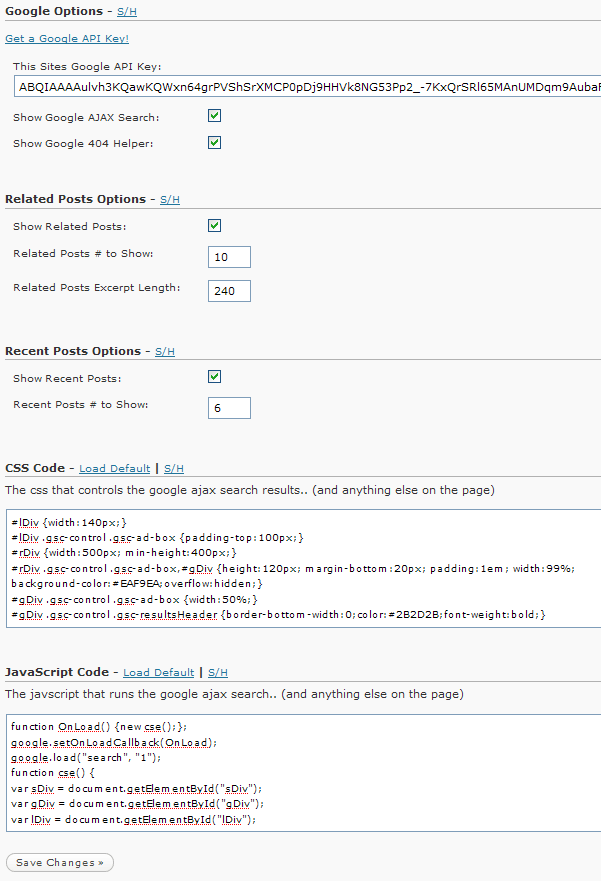 Google Options - S/H
Get a Google API Key!
This Sites Google API Key:
ABQIAAAAulvh3KQawKQWxn64grPVShSrXMCP0pDj9HHVk8NG53Pp2_-7KxQrSRl65MAnUMDqm9AubaF
Show Google AJAX Search:
Show Google 404 Helper:
Related Posts Options - S/H
Show Related Posts:
Related Posts # to Show: 10
Related Posts Excerpt Length: 240
Recent Posts Options - S/H
Show Recent Posts:
Recent Posts # to Show: 6
CSS Code - Load Default | S/H
The css that controls the google ajax search results.. (and anything else on the page)
#lDiv {width:140px;}
#lDiv .gsc-control .gsc-ad-box {padding-top:100px;}
#rDiv {width:500px; min-height:400px;}
#rDiv .gsc-control .gsc-ad-box,#gDiv {height:120px; margin-bottom:20px; padding:1em; width:99%;
background-color:#EAF9EA;overflow:hidden;}
#gDiv .gsc-control .gsc-ad-box {width:50%;}
#gDiv .gsc-control .gsc-resultsHeader {border-bottom-width:0;color:#2B2D2B;font-weight:bold;}
JavaScript Code - Load Default | S/H
The javscript that runs the google ajax search.. (and anything else on the page)
function OnLoad() {new cse();};
google.setOnLoadCallback(OnLoad);
google.load("search", "1");
function cse() {
var sDiv = document.getElementById("sDiv");
var gDiv = document.getElementById("gDiv");
var lDiv = document.getElementById("lDiv");
Save Changes »